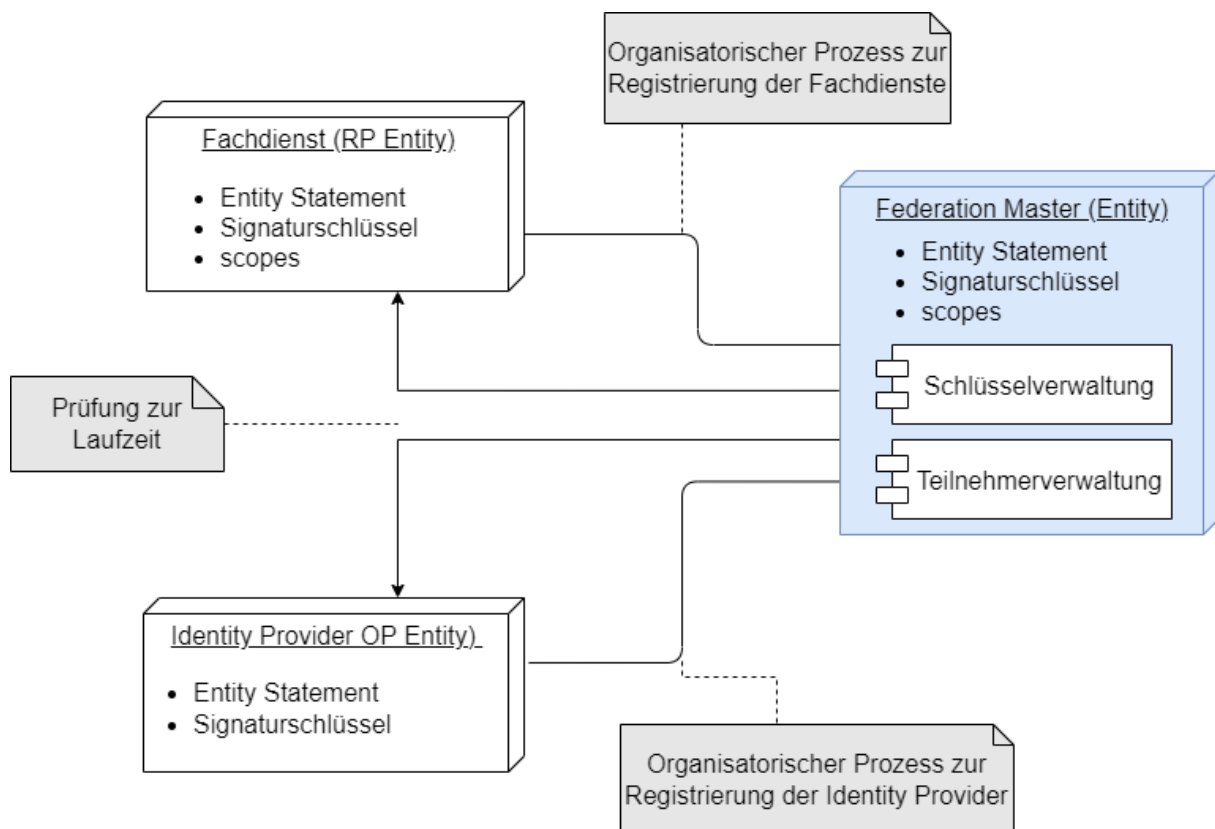 Organisatorischer Prozess zur
Registrierung der Fachdienste
Fachdienst (RP Entity)
• Entity Statement
• Signaturschlüssel
• scopes
Federation Master (Entity)
• Entity Statement
• Signaturschlüssel
• scopes
Schlüsselverwaltung
Teilnehmerverwaltung
Prüfung zur
Laufzeit
Identity Provider OP Entity)
• Entity Statement
• Signaturschlüssel
Organisatorischer Prozess zur
Registrierung der Identity Provider